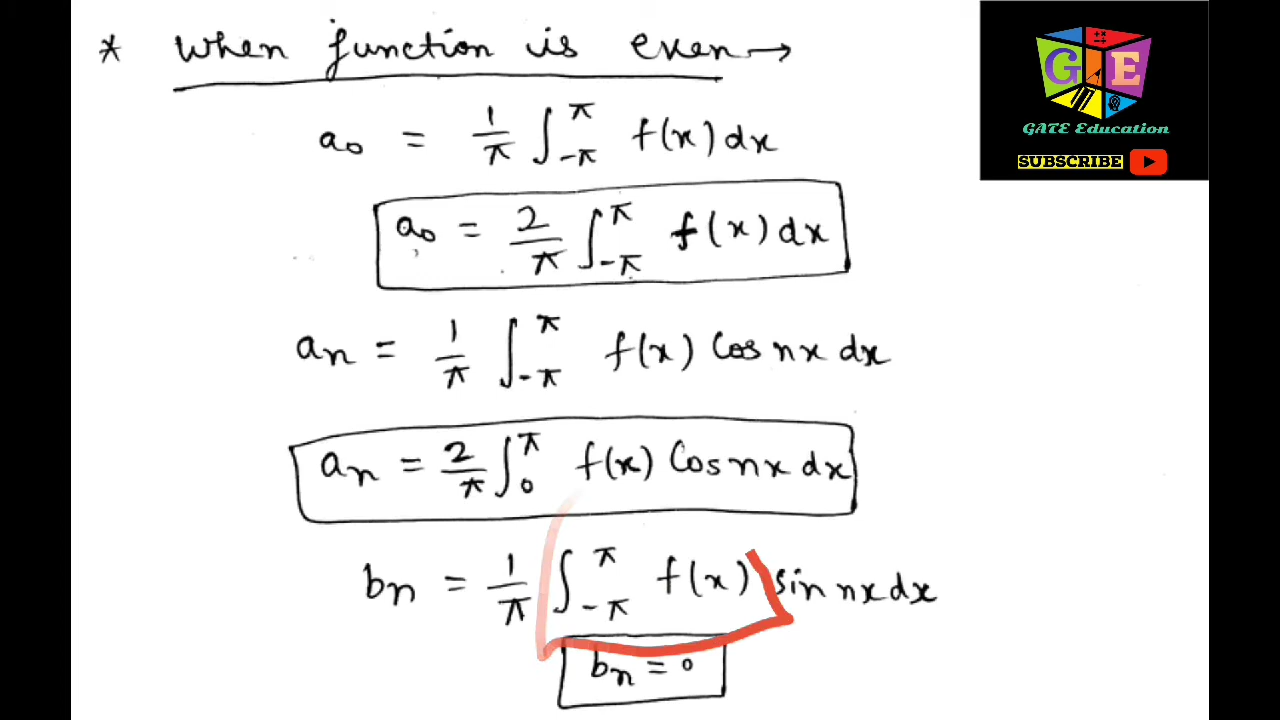 * When function is even →
a₀ = 1/π ∫_{-π}^{π} f(x) dx
a₀ = 2/π ∫_{-π}^{π} f(x) dx
aₙ = 1/π ∫_{-π}^{π} f(x) Cos nx dx
aₙ = 2/π ∫_{0}^{π} f(x) Cos nx dx
bₙ = 1/π ∫_{-π}^{π} f(x) sin nx dx
bₙ = 0
G E
GATE Education
SUBSCRIBE